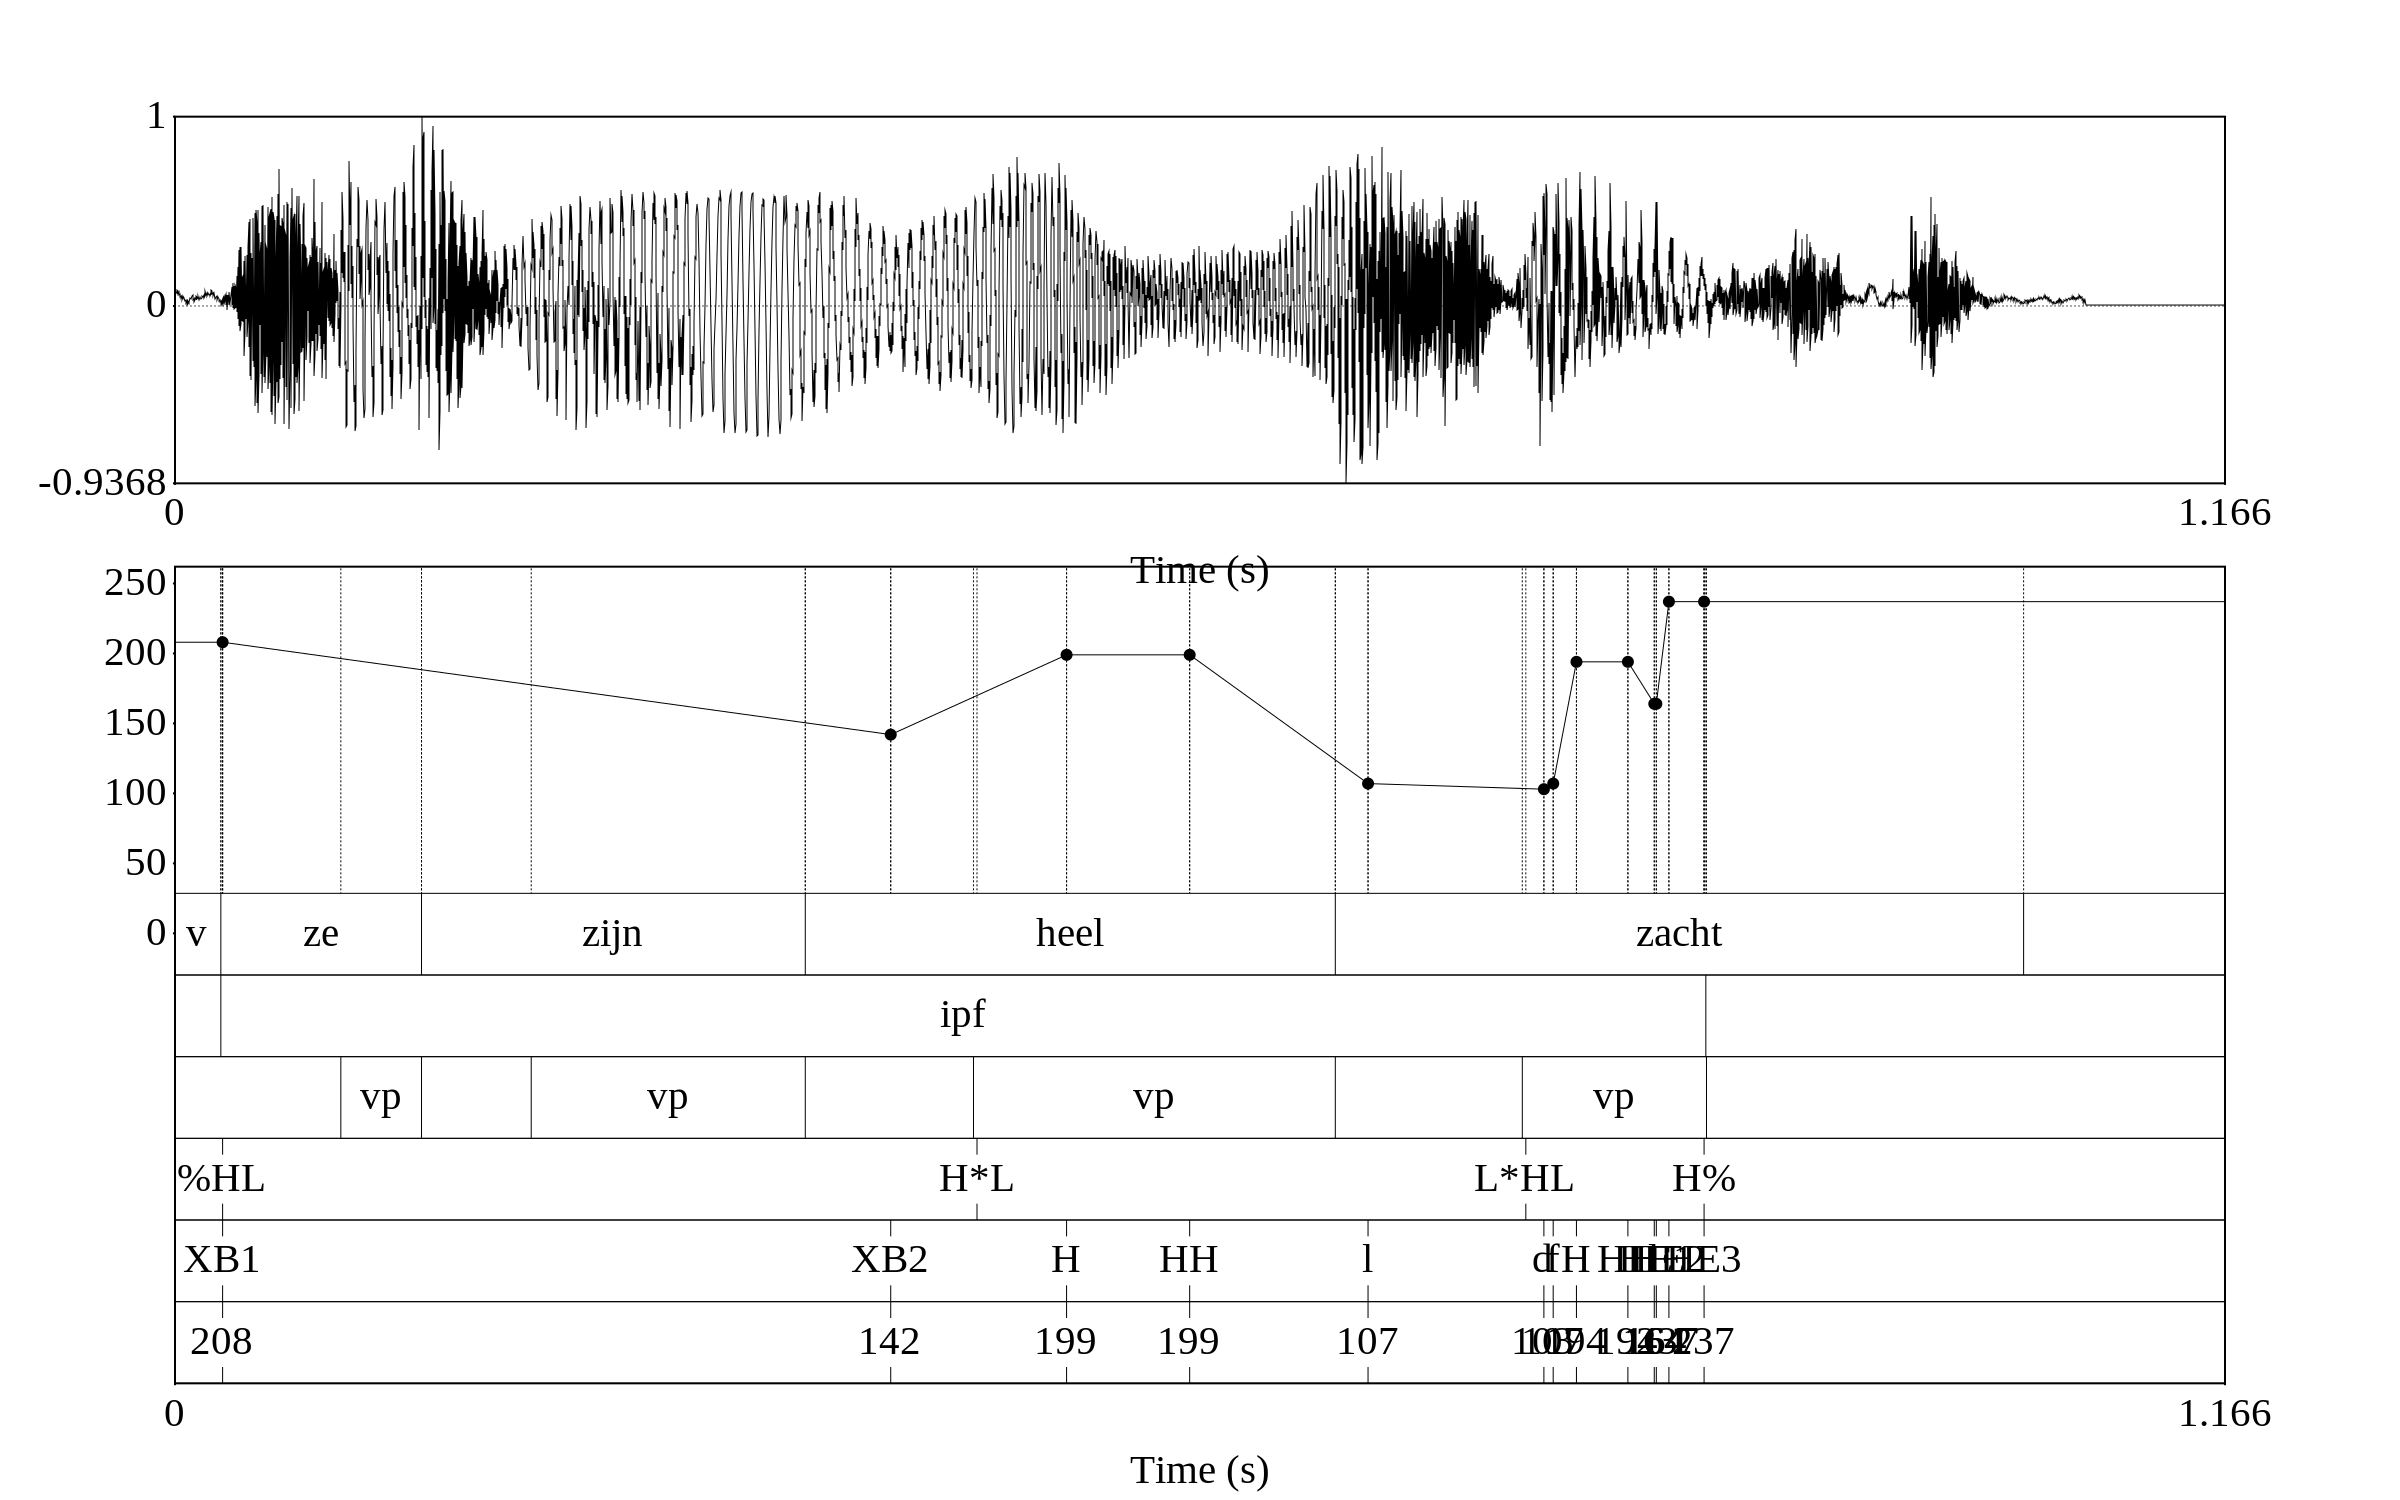 1
0
-0.9368
0 1.166
Time (s)
250
200
150
100
50
0 v ze zijn heel zacht
ipf
vp vp vp vp
%HL H*L L*HL H%
XB1 XB2 H HH l d f H
208 142 199 199 107
0 1.166
Time (s)